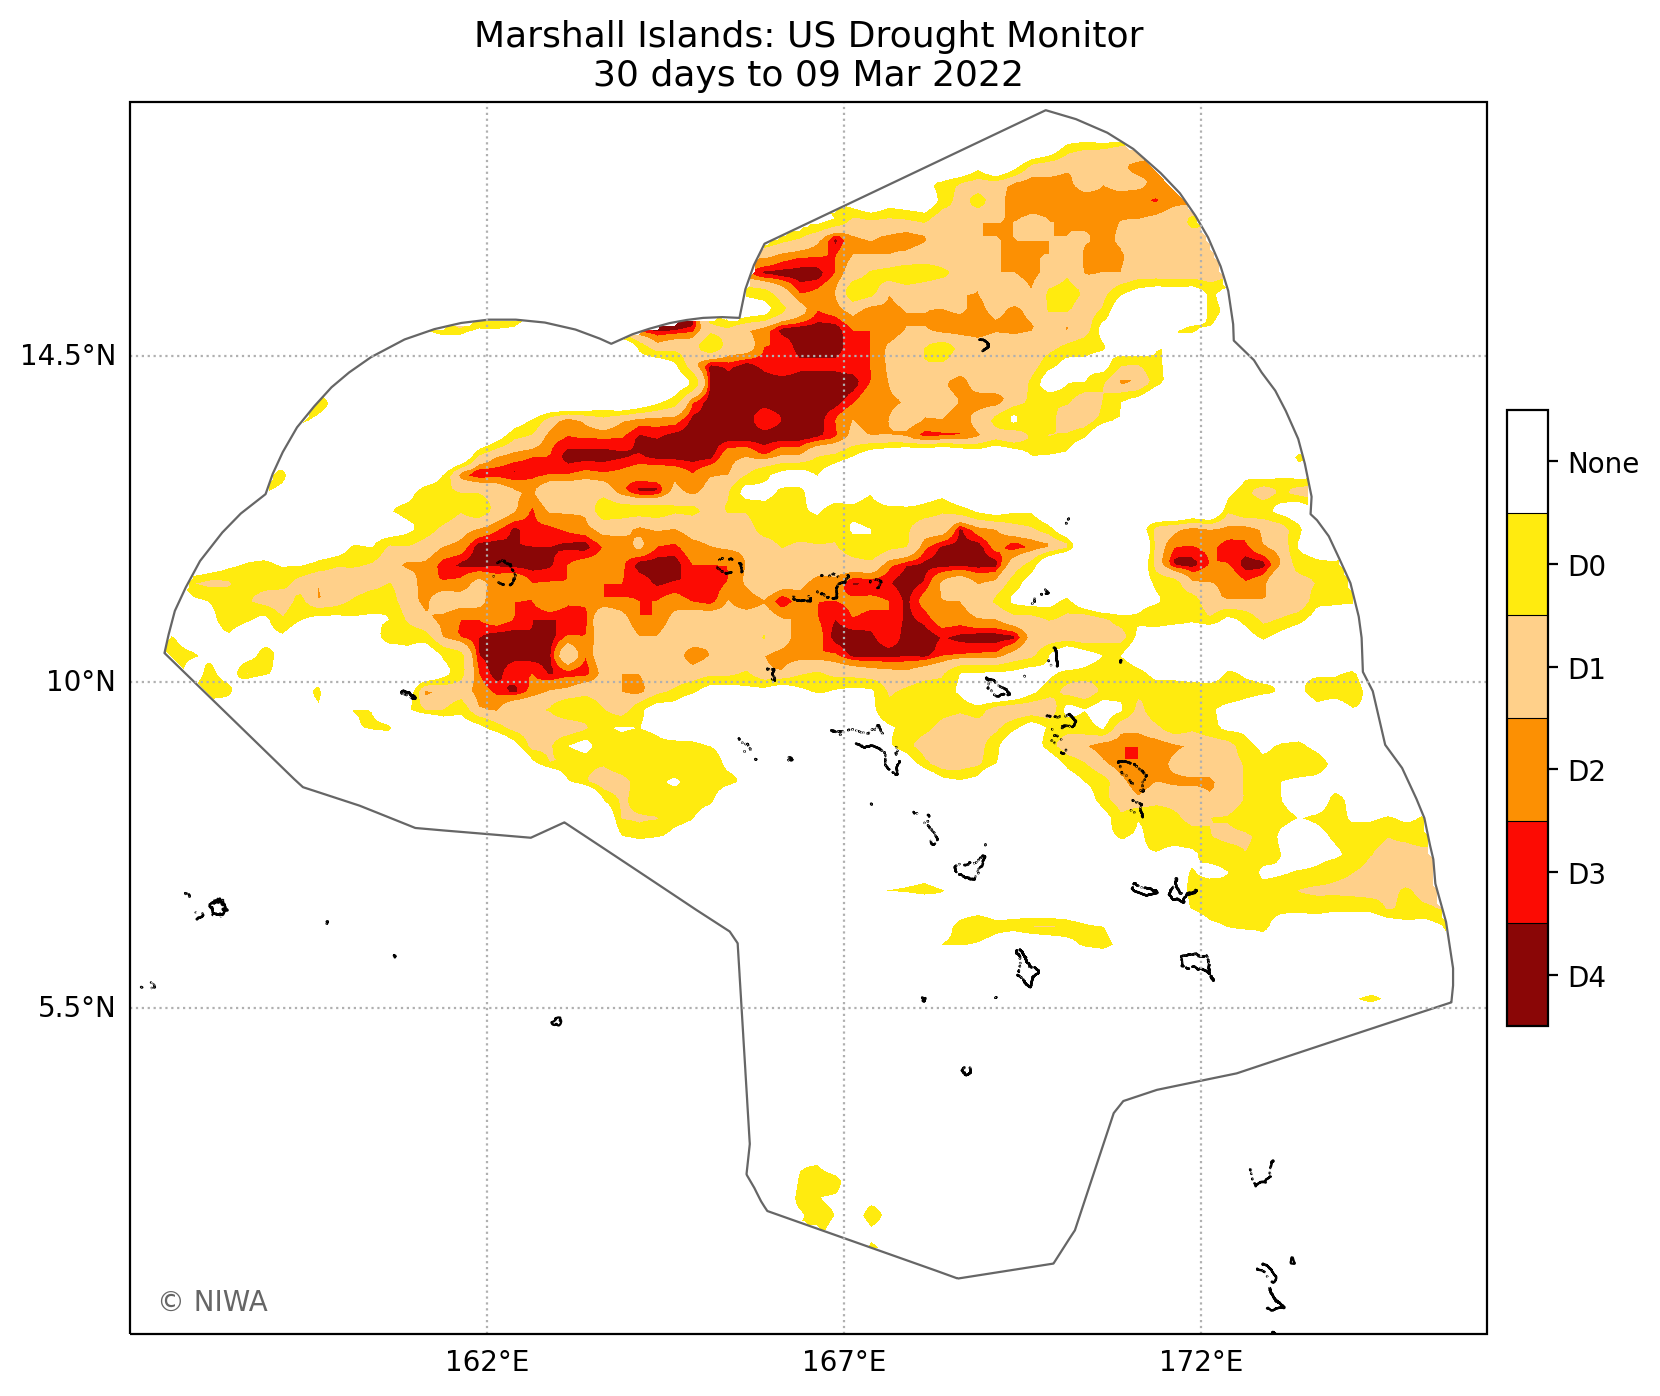 Marshall Islands: US Drought Monitor
30 days to 09 Mar 2022
14.5°N
10°N
5.5°N
162°E
167°E
172°E
None
D0
D1
D2
D3
D4
© NIWA